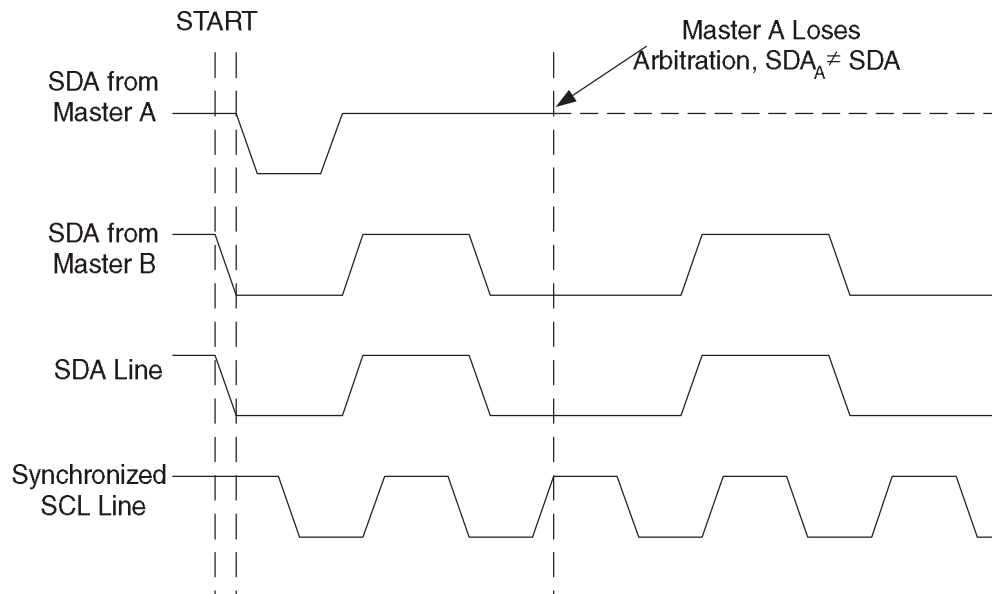 START
Master A Loses
Arbitration, SDA_A ≠ SDA
SDA from
Master A
SDA from
Master B
SDA Line
Synchronized
SCL Line